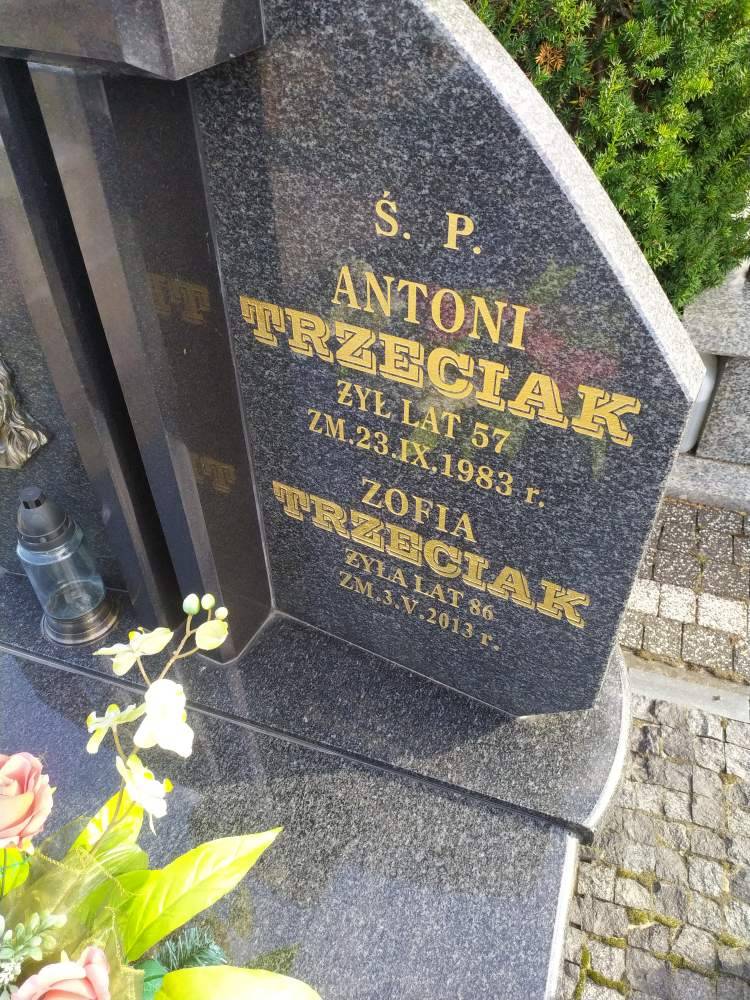 Ś. P.
ANTONI
TRZECIAK
ŻYŁ LAT 57
ZM.23.IX.1983 r.
ZOFIA
TRZECIAK
ŻYŁA LAT 86
ZM.3.V.2013 r.